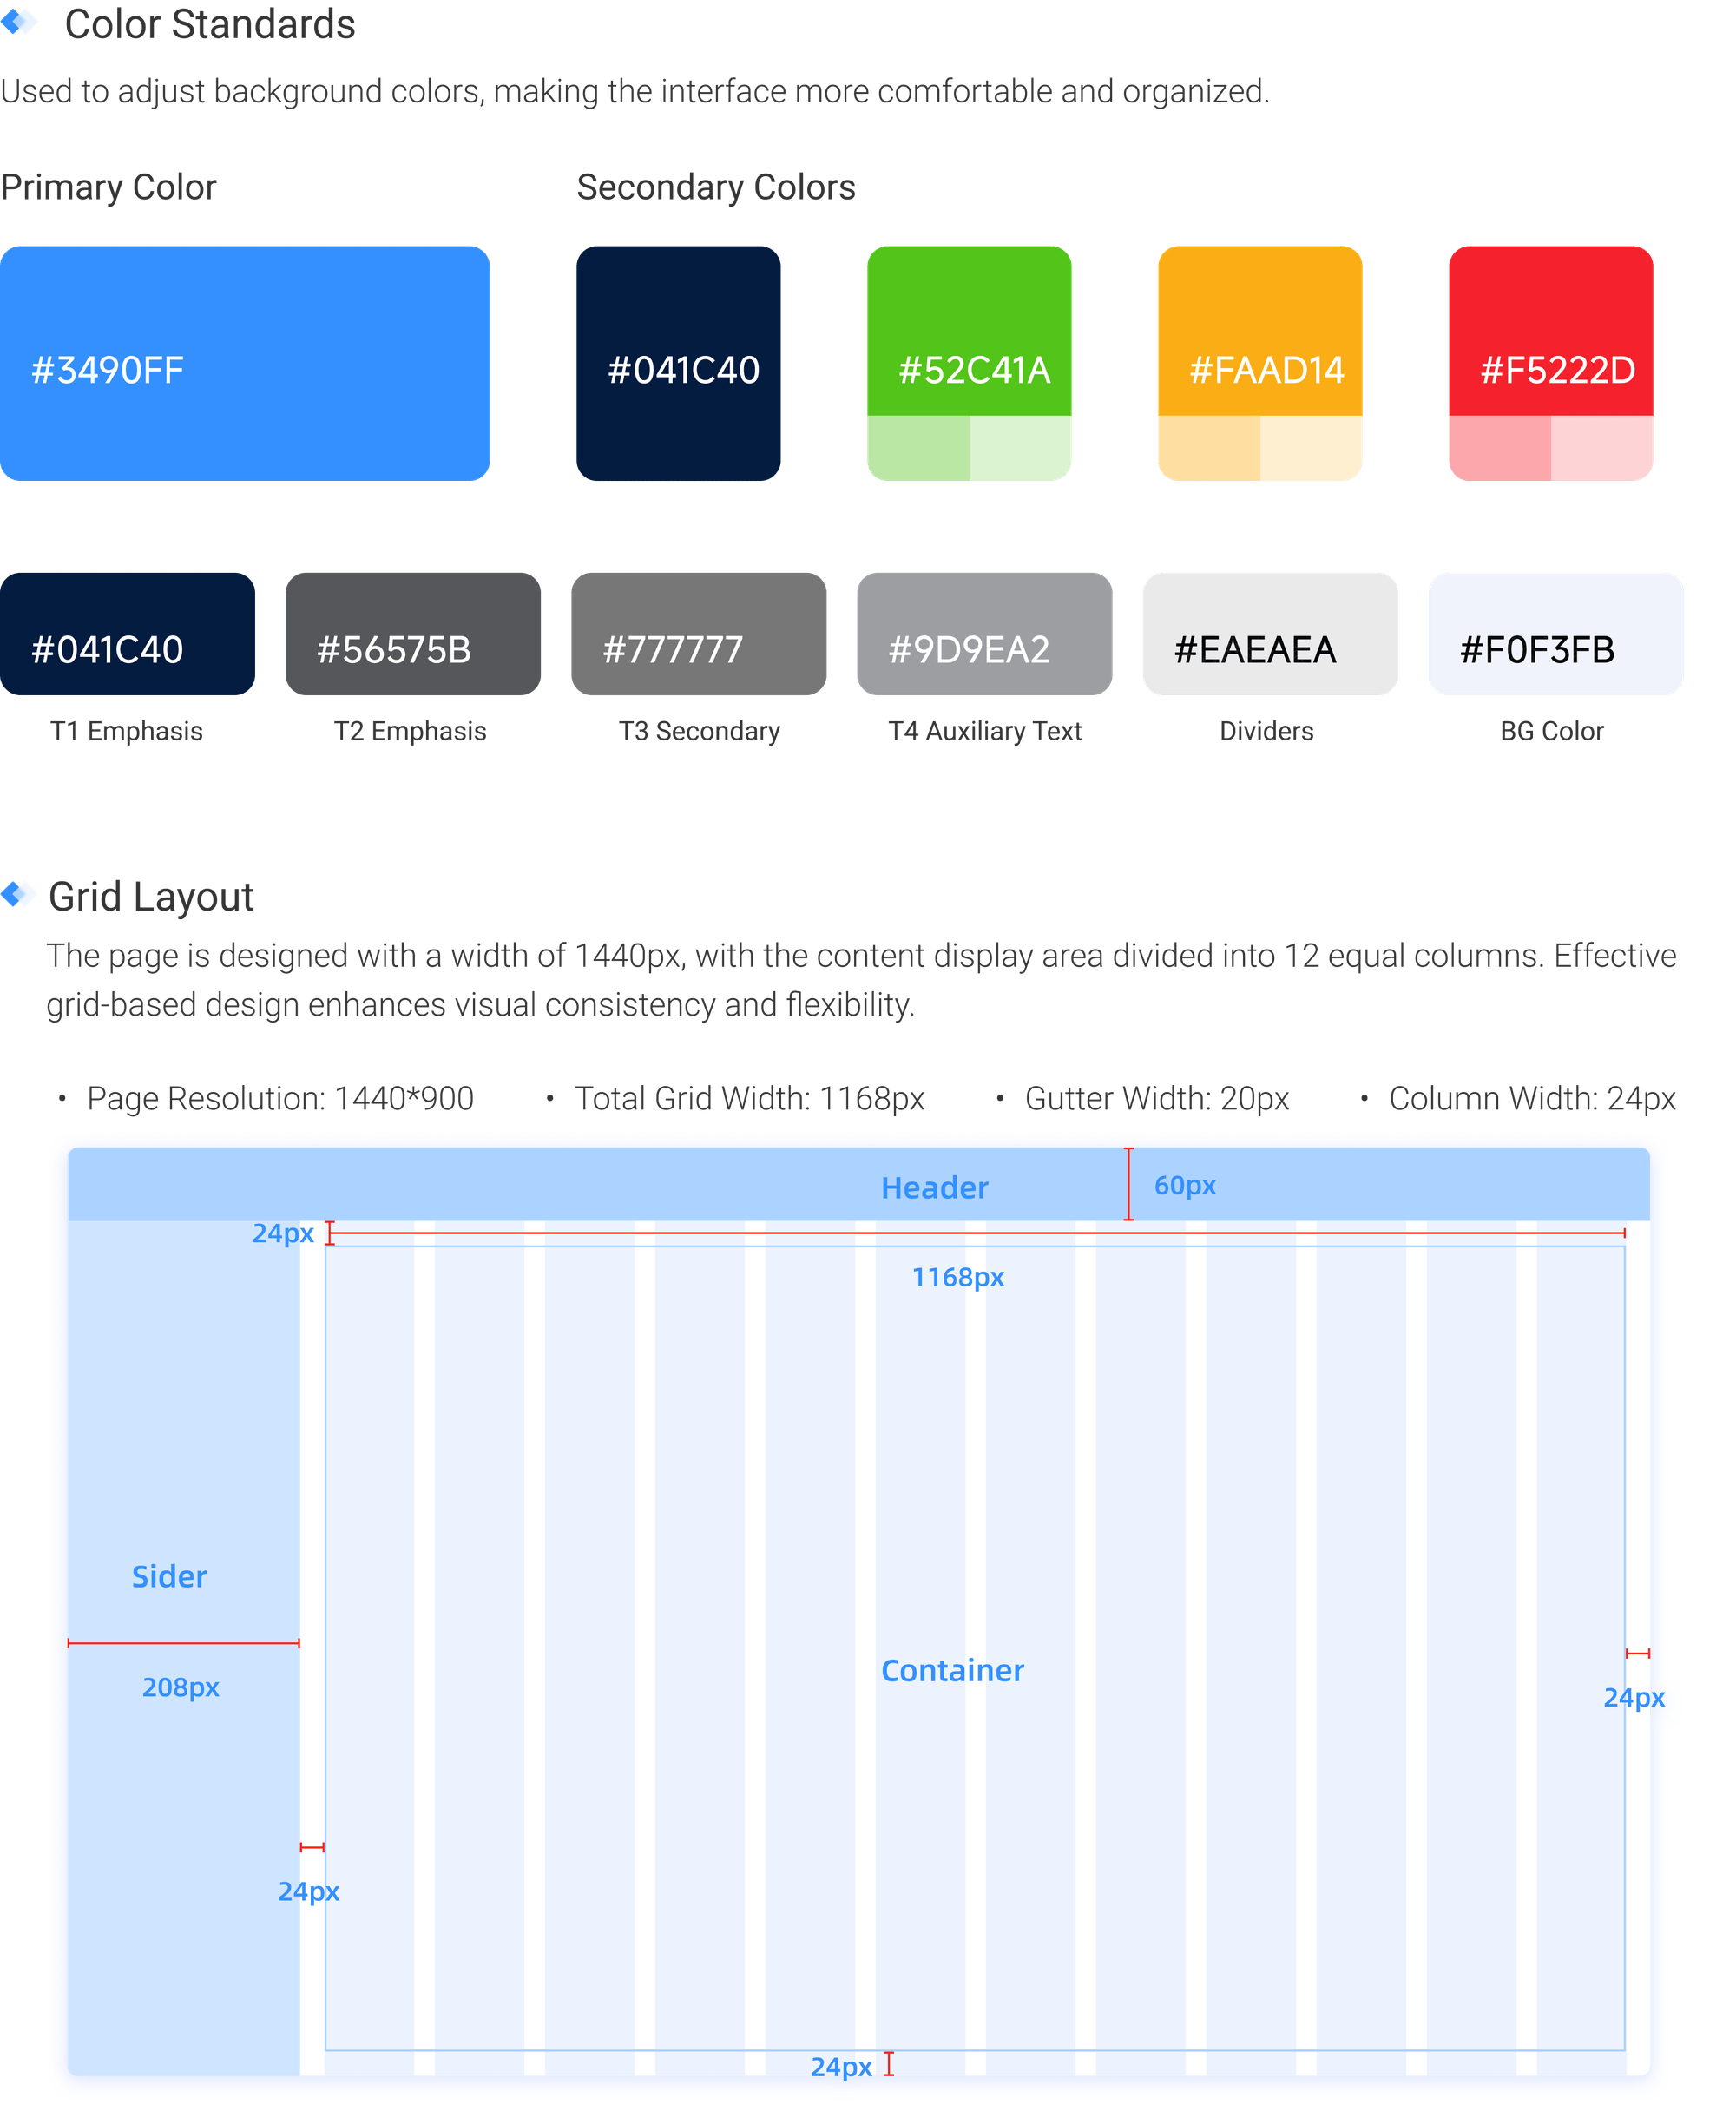 Color Standards
Used to adjust background colors, making the interface more comfortable and organized.
Primary Color
Secondary Colors
#3490FF
#041C40
#52C41A
#FAAD14
#F5222D
#041C40
#56575B
#777777
#9D9EA2
#EAEAEA
#F0F3FB
T1 Emphasis
T2 Emphasis
T3 Secondary
T4 Auxiliary Text
Dividers
BG Color
Grid Layout
The page is designed with a width of 1440px, with the content display area divided into 12 equal columns. Effective
grid-based design enhances visual consistency and flexibility.
• Page Resolution: 1440*900
• Total Grid Width: 1168px
• Gutter Width: 20px
• Column Width: 24px
Header
60px
24px
1168px
Sider
208px
Container
24px
24px
24px